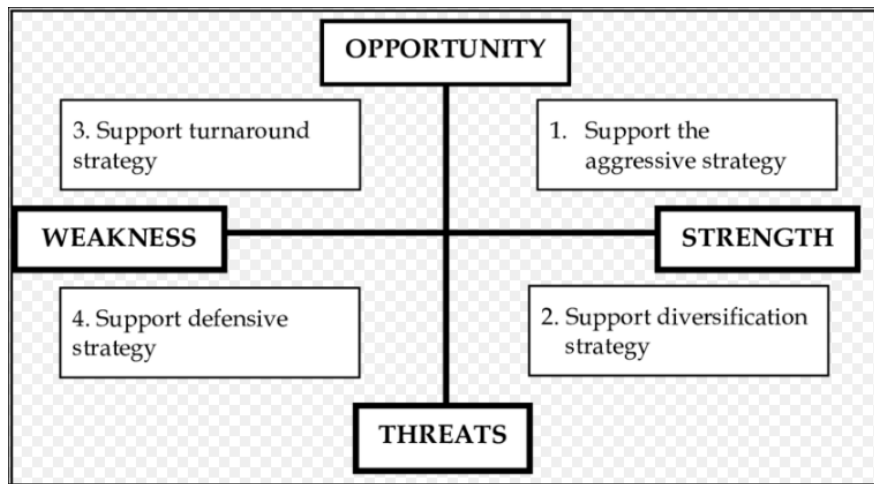 OPPORTUNITY
3. Support turnaround
strategy
1. Support the
aggressive strategy
WEAKNESS
STRENGTH
4. Support defensive
strategy
2. Support diversification
strategy
THREATS